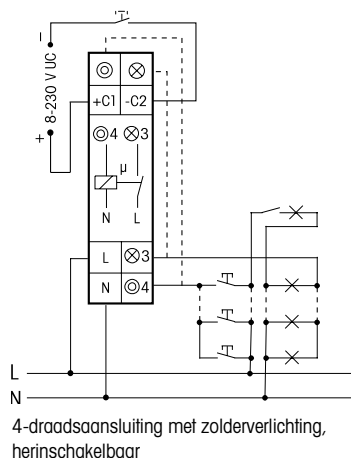 8-230 V UC
+C1 -C2
4 3
µ
N L
L 3
N 4
L
N
4-draadsaansluiting met zolderverlichting,
herinschakelbaar